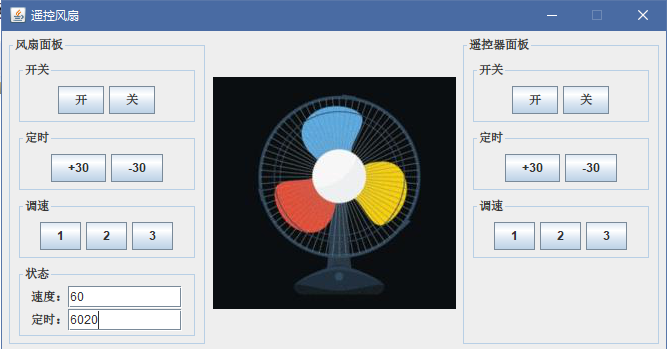 遥控风扇
风扇面板
开关
开 关
定时
+30 -30
调速
1 2 3
状态
速度: 60
定时: 6020
遥控器面板
开关
开 关
定时
+30 -30
调速
1 2 3